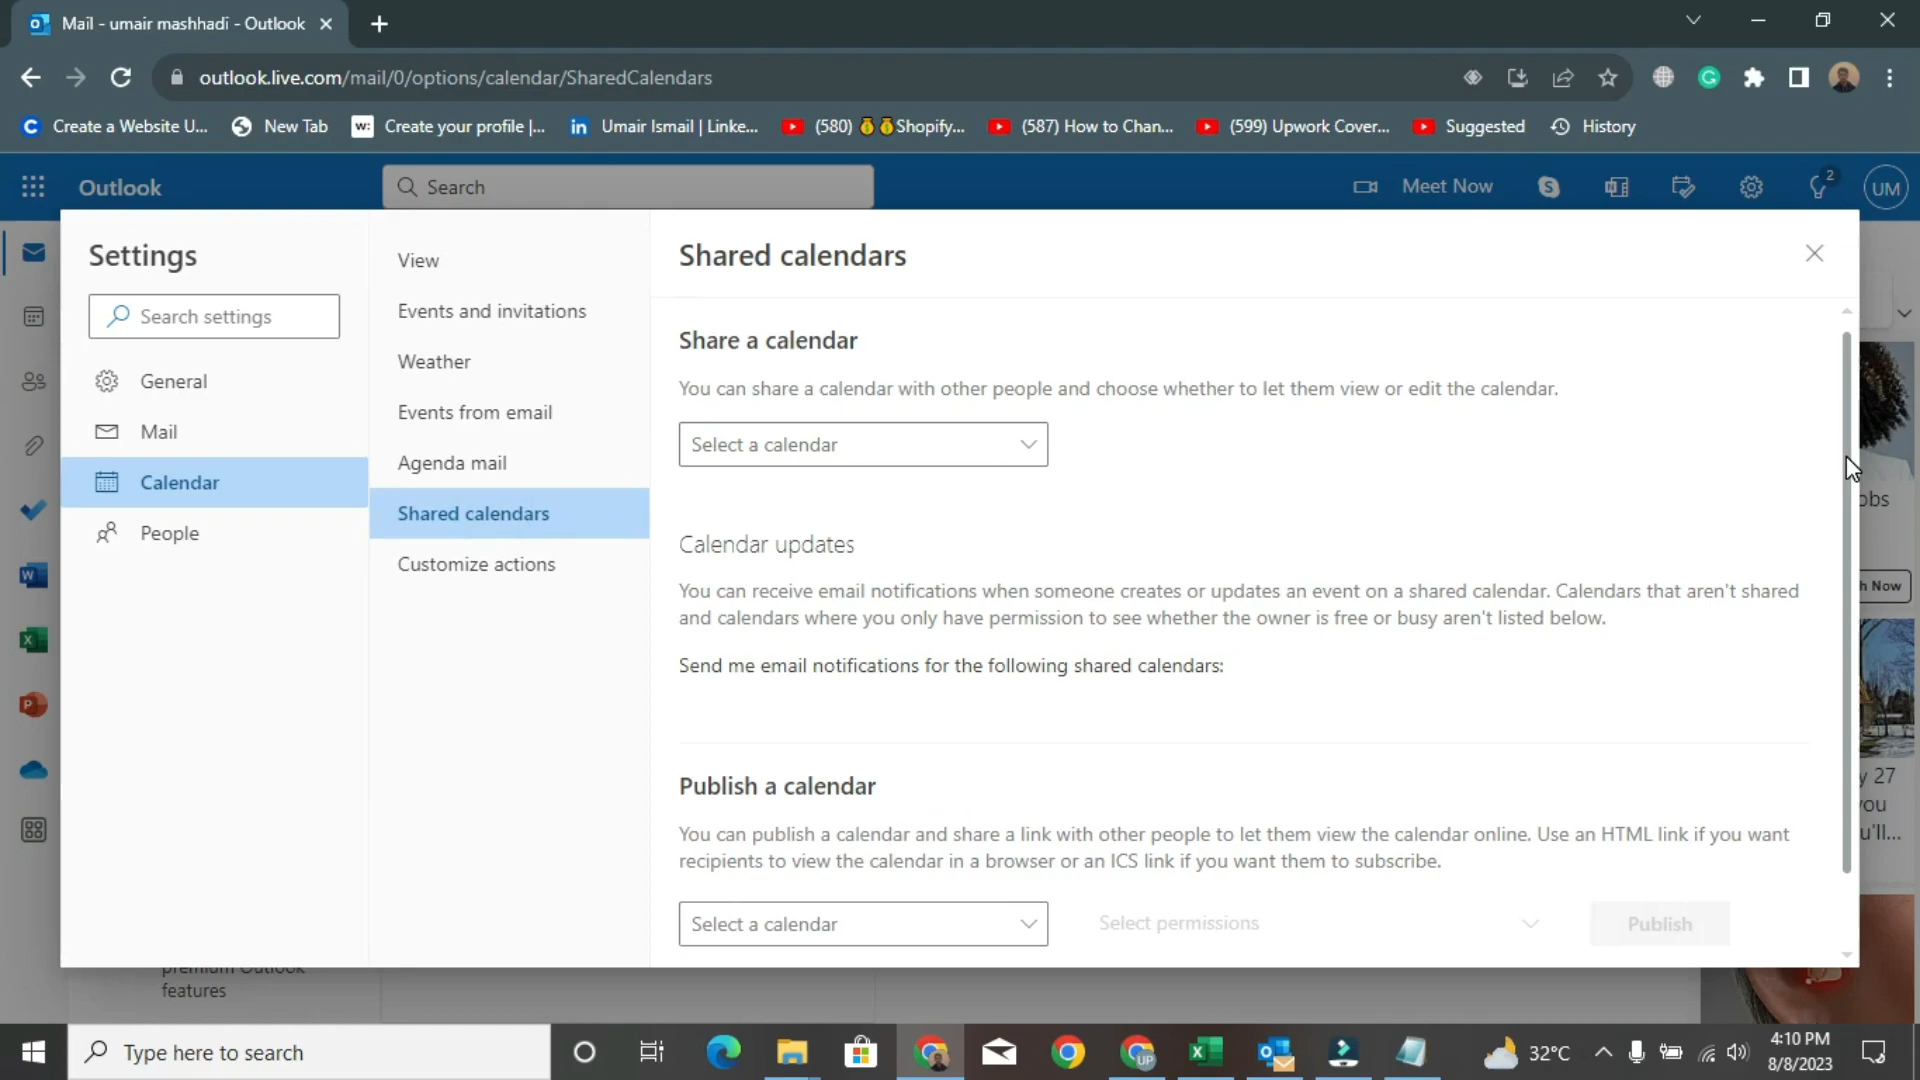 Mail - umair mashhadi - Outlook
outlook.live.com/mail/0/options/calendar/SharedCalendars
Create a Website U...
New Tab
Create your profile |...
Umair Ismail | Linke...
(580) 💰💰Shopify...
(587) How to Chan...
(599) Upwork Cover...
Suggested
History
Outlook
Search
Meet Now
2
UM
Settings
Search settings
General
Mail
Calendar
People
View
Events and invitations
Weather
Events from email
Agenda mail
Shared calendars
Customize actions
Shared calendars
Share a calendar
You can share a calendar with other people and choose whether to let them view or edit the calendar.
Select a calendar
Calendar updates
You can receive email notifications when someone creates or updates an event on a shared calendar. Calendars that aren't shared
and calendars where you only have permission to see whether the owner is free or busy aren't listed below.
Send me email notifications for the following shared calendars:
Publish a calendar
You can publish a calendar and share a link with other people to let them view the calendar online. Use an HTML link if you want
recipients to view the calendar in a browser or an ICS link if you want them to subscribe.
Select a calendar
Select permissions
Publish
obs
h Now
y 27
you
u'll...
premium Outlook
features
Type here to search
UP
32°C
4:10 PM
8/8/2023